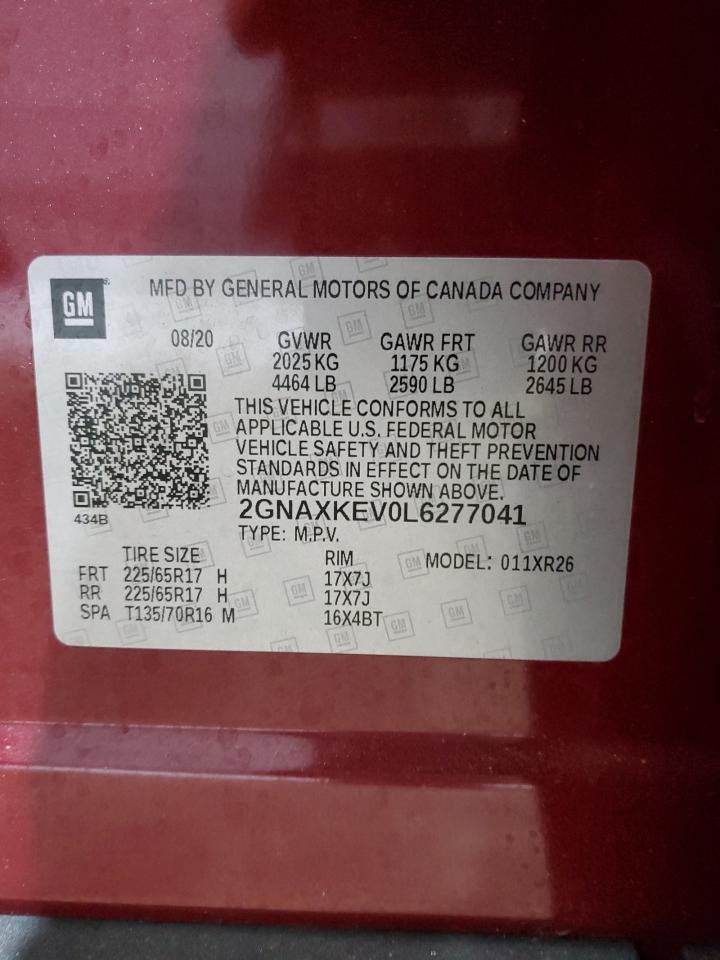 GM
MFD BY GENERAL MOTORS OF CANADA COMPANY
08/20 GVWR GAWR FRT GAWR RR
2025 KG 1175 KG 1200 KG
4464 LB 2590 LB 2645 LB
THIS VEHICLE CONFORMS TO ALL
APPLICABLE U.S. FEDERAL MOTOR
VEHICLE SAFETY AND THEFT PREVENTION
STANDARDS IN EFFECT ON THE DATE OF
MANUFACTURE SHOWN ABOVE.
434B
2GNAXKEV0L6277041
TYPE: M.P.V.
TIRE SIZE RIM MODEL: 011XR26
FRT 225/65R17 H 17X7J
RR 225/65R17 H 17X7J
SPA T135/70R16 M 16X4BT